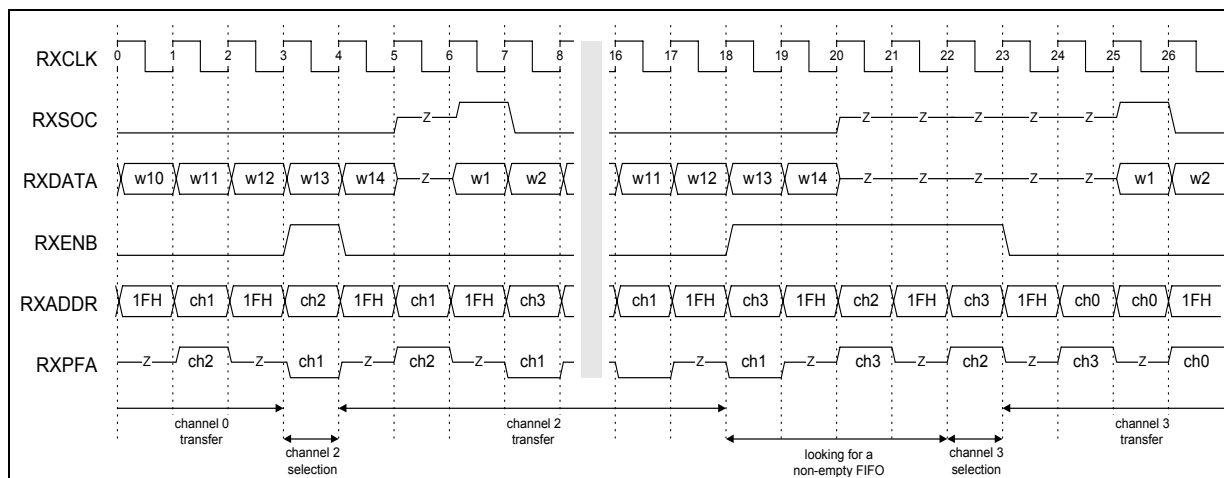 RXCLK 0 1 2 3 4 5 6 7 8 16 17 18 19 20 21 22 23 24 25 26
RXSOC Z Z Z Z Z Z
RXDATA w10 w11 w12 w13 w14 Z w1 w2 w11 w12 w13 w14 Z Z Z Z Z w1 w2
RXENB
RXADDR 1FH ch1 1FH ch2 1FH ch1 1FH ch3 ch1 1FH ch3 1FH ch2 1FH ch3 1FH ch0 ch0 1FH
RXPFA Z ch2 Z ch1 Z ch2 Z ch1 Z ch1 Z ch3 Z ch2 Z ch3 Z ch0
channel 0
transfer
channel 2
selection
channel 2
transfer
looking for a
non-empty FIFO
channel 3
selection
channel 3
transfer